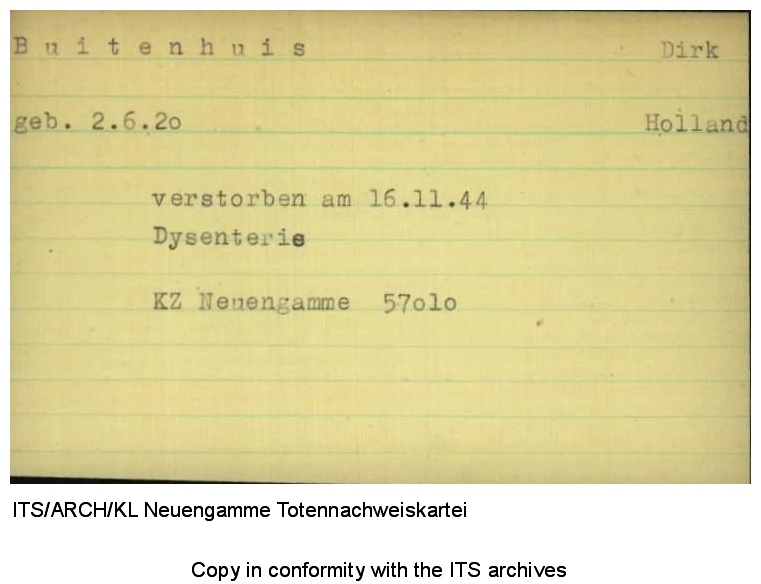 B u i t e n h u i s Dirk
geb. 2.6.2o Holland
verstorben am 16.11.44
Dysenterie
KZ Neuengamme 57olo
ITS/ARCH/KL Neuengamme Totennachweiskartei
Copy in conformity with the ITS archives